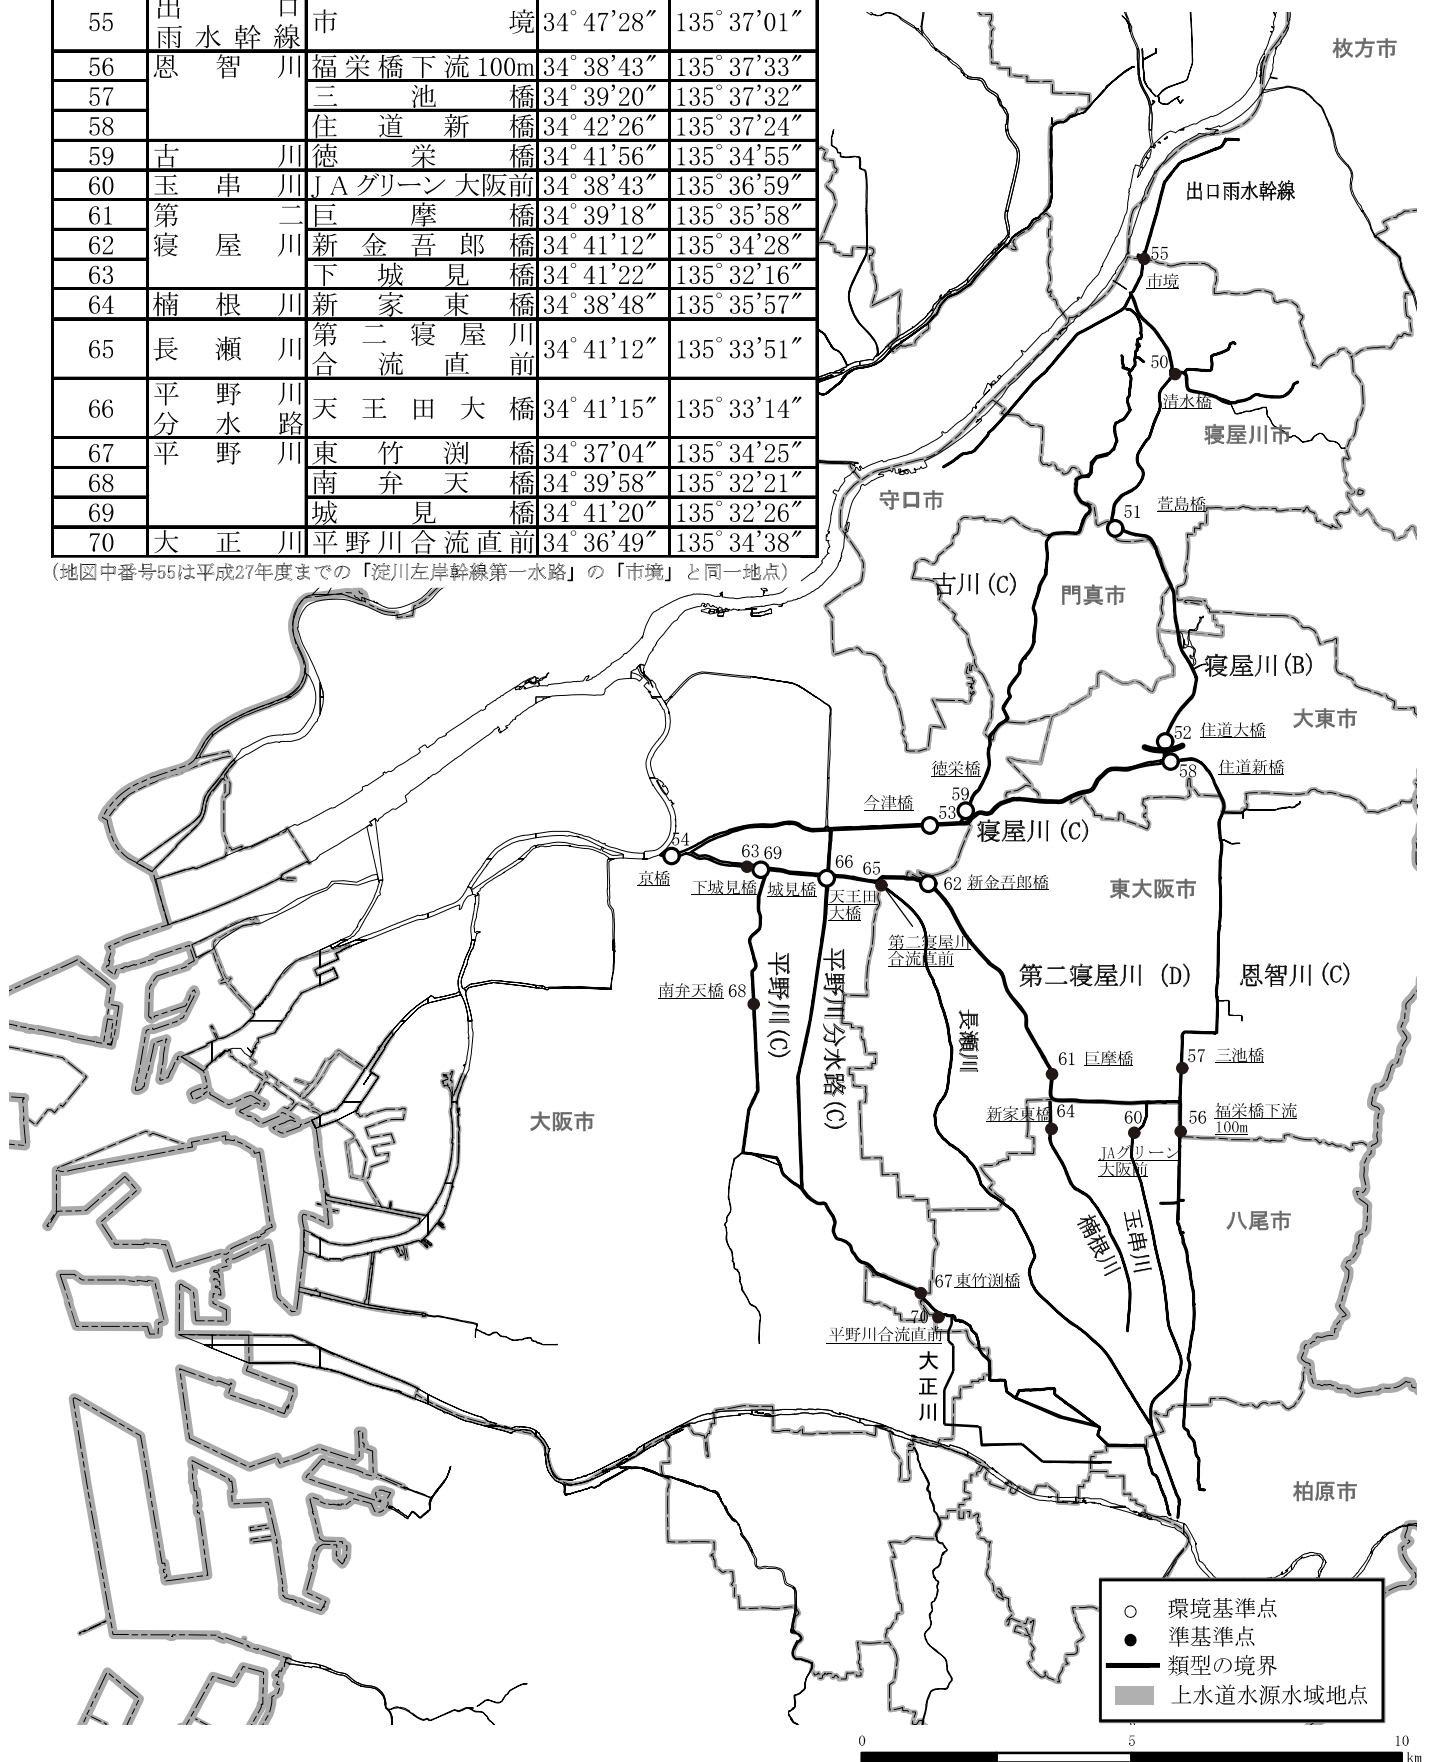 55 出口 雨水幹線 市境 34°47′28″ 135°37′01″
56 恩智川 福栄橋下流100m 34°38′43″ 135°37′33″
57 三池橋 34°39′20″ 135°37′32″
58 住道新橋 34°42′26″ 135°37′24″
59 古川 徳栄橋 34°41′56″ 135°34′55″
60 玉串川 JAグリーン大阪前 34°38′43″ 135°36′59″
61 第二 巨摩橋 34°39′18″ 135°35′58″
62 寝屋川 新金吾郎橋 34°41′12″ 135°34′28″
63 下城見橋 34°41′22″ 135°32′16″
64 楠根川 新家東橋 34°38′48″ 135°35′57″
65 長瀬川 第二寝屋川合流直前 34°41′12″ 135°33′51″
66 平野川分水路 天王田大橋 34°41′15″ 135°33′14″
67 平野川 東竹渕橋 34°37′04″ 135°34′25″
68 南弁天橋 34°39′58″ 135°32′21″
69 城見橋 34°41′20″ 135°32′26″
70 大正川 平野川合流直前 34°36′49″ 135°34′38″
(地図中番号55は平成27年度までの「淀川左岸幹線第一水路」の「市境」と同一地点)
枚方市
出口雨水幹線
55
市境
50
清水橋
寝屋川市
守口市
51
萱島橋
古川(C)
門真市
寝屋川(B)
大東市
52 住道大橋
58 住道新橋
徳栄橋
59
今津橋
53
寝屋川(C)
54
京橋
63 69
下城見橋
城見橋
66
天王田
大橋
65
62 新金吾郎橋
東大阪市
第二寝屋川
合流直前
第二寝屋川(D)
恩智川(C)
南弁天橋 68
平野川(C)
平野川分水路(C)
長瀬川
61 巨摩橋
57 三池橋
大阪市
新家東橋
64
60
56 福栄橋下流
100m
JAグリーン
大阪前
八尾市
楠根川
玉串川
67 東竹渕橋
70
平野川合流直前
大正川
柏原市
○ 環境基準点
● 準基準点
類型の境界
上水道水源水域地点
0 5 10
km